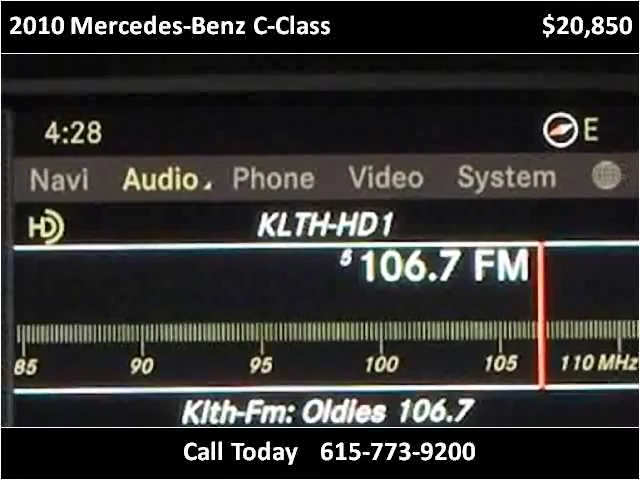 2010 Mercedes-Benz C-Class $20,850
4:28 E
Navi Audio Phone Video System
HD KLTH-HD1
5 106.7 FM
85 90 95 100 105 110 MHz
Klth-Fm: Oldies 106.7
Call Today 615-773-9200